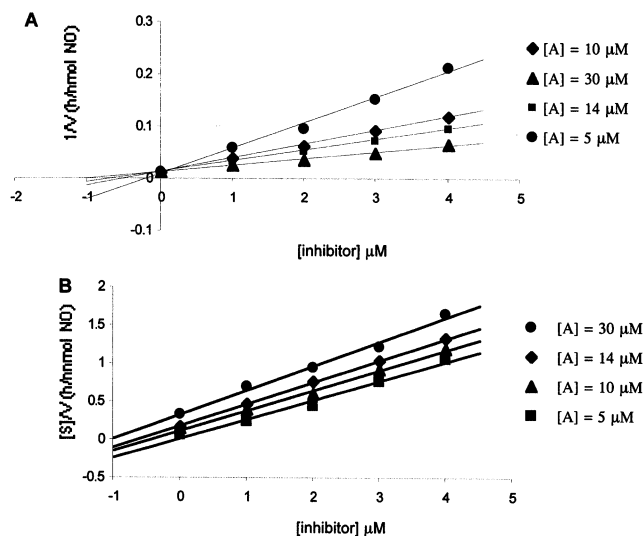 A
1/V (h/nmol NO)
0.3
0.2
0.1
0
-0.1
-2 -1 0 1 2 3 4 5
[inhibitor] µM
[A] = 10 µM
[A] = 30 µM
[A] = 14 µM
[A] = 5 µM
B
[S]/V (h/nmol NO)
2
1.5
1
0.5
0
-0.5
-1 0 1 2 3 4 5
[inhibitor] µM
[A] = 30 µM
[A] = 14 µM
[A] = 10 µM
[A] = 5 µM